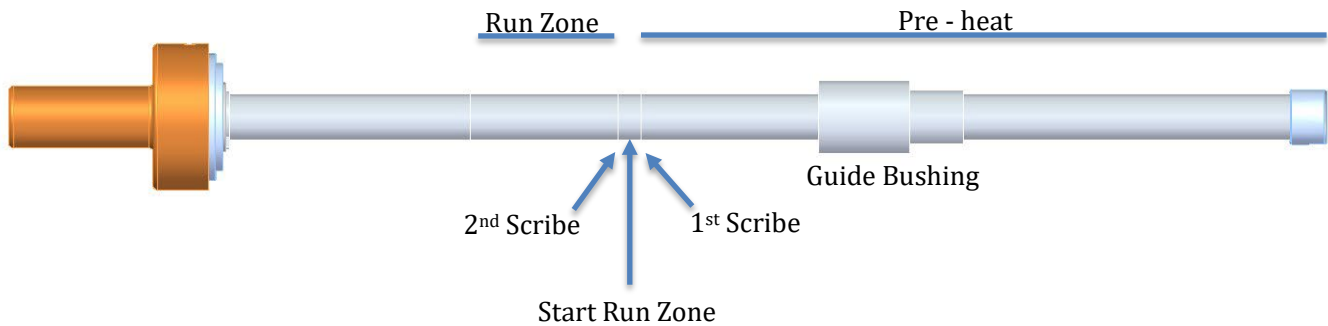 Run Zone
Pre - heat
Guide Bushing
2nd Scribe
1st Scribe
Start Run Zone